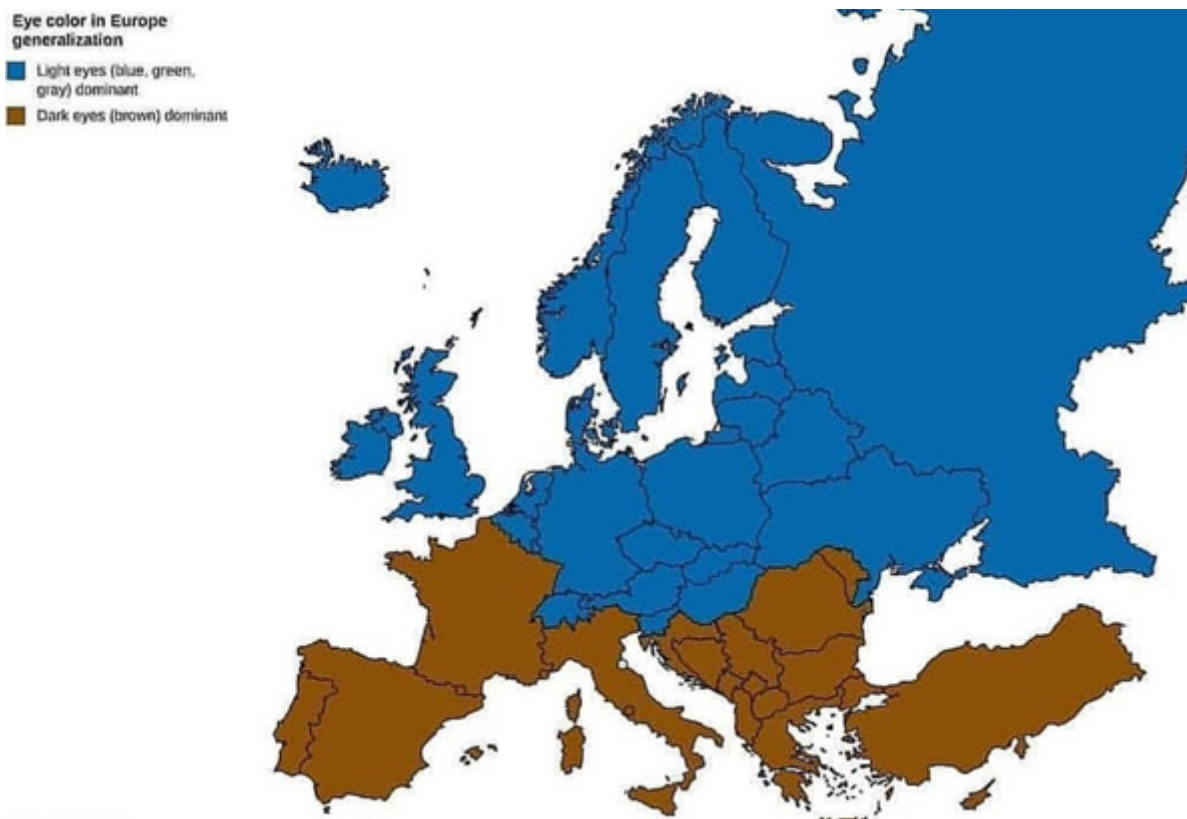 Eye color in Europe
generalization
Light eyes (blue, green,
gray) dominant
Dark eyes (brown) dominant